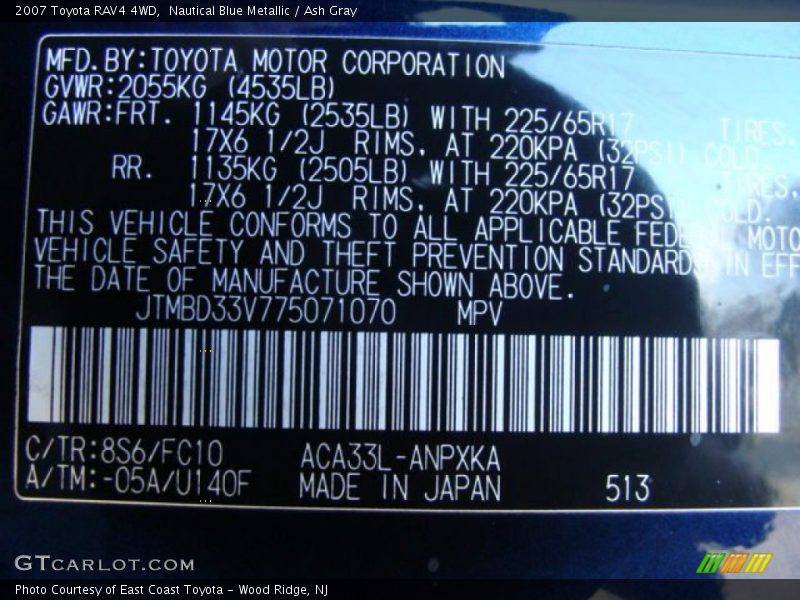 2007 Toyota RAV4 4WD,  Nautical Blue Metallic / Ash Gray
MFD.BY:TOYOTA MOTOR CORPORATION
GVWR:2055KG (4535LB)
GAWR:FRT. 1145KG (2535LB) WITH 225/65R17 TIRES.
17X6 1/2J RIMS, AT 220KPA (32PSI) COLD.
RR. 1135KG (2505LB) WITH 225/65R17 TIRES,
17X6 1/2J RIMS, AT 220KPA (32PSI COLD.
THIS VEHICLE CONFORMS TO ALL APPLICABLE FEDERAL MOTO
VEHICLE SAFETY AND THEFT PREVENTION STANDARDS IN EFF
THE DATE OF MANUFACTURE SHOWN ABOVE.
JTMBD33V775071070 MPV
C/TR:8S6/FC10 ACA33L-ANPXKA
A/TM:-05A/U140F MADE IN JAPAN 513
GTCARLOT.COM
Photo Courtesy of East Coast Toyota - Wood Ridge, NJ